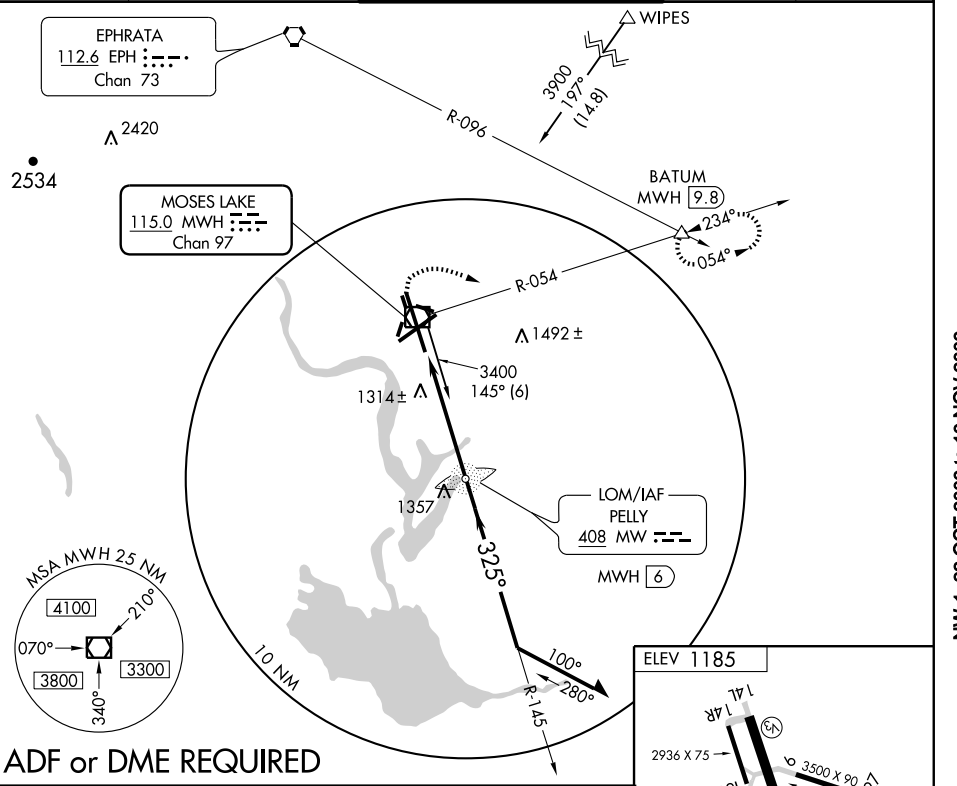 EPHRATA
112.6 EPH
Chan 73
WIPES
3900
197°
(14.8)
2420
2534
R-096
BATUM
MWH 9.8
MOSES LAKE
115.0 MWH
Chan 97
234°
054°
R-054
1492 ±
3400
145° (6)
1314 ±
1357
LOM/IAF
PELLY
408 MW
MWH 6
325°
MSA MWH 25 NM
4100
210°
070°
3800
3300
340°
10 NM
100°
280°
R-145
ADF or DME REQUIRED
ELEV 1185
14L
14R
V3
2936 X 75
9
3500 X 90
27